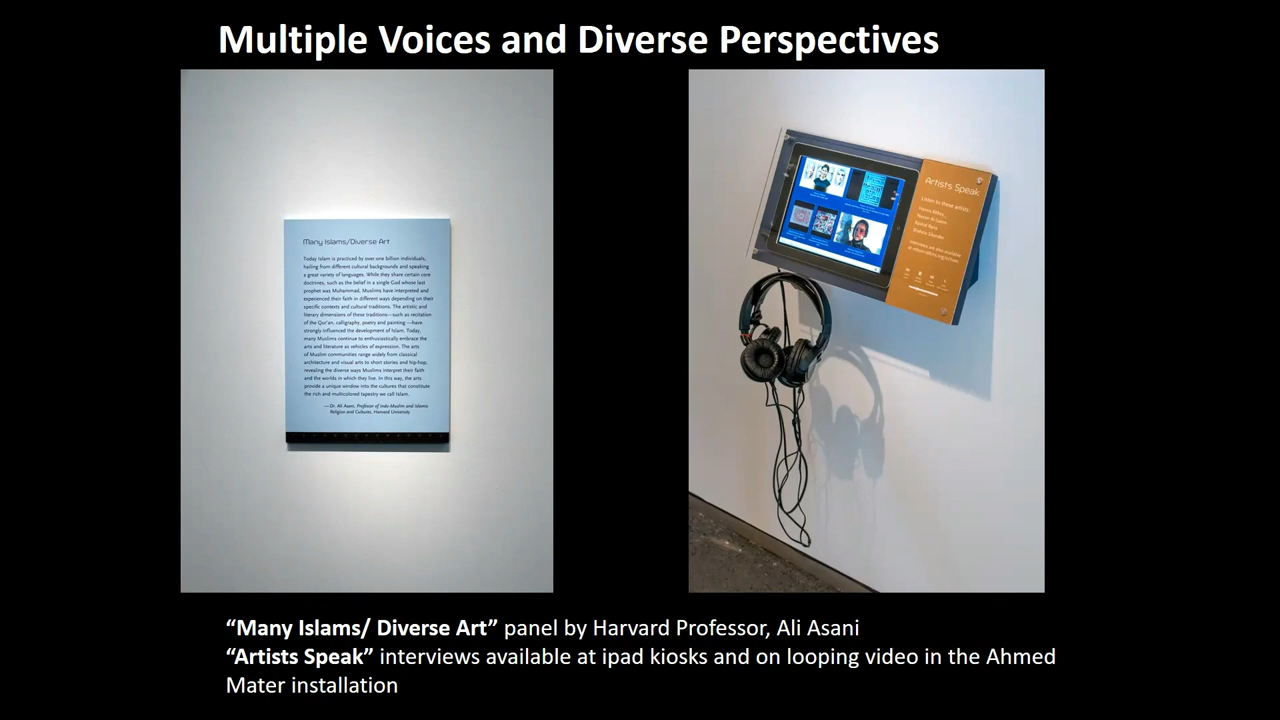 Multiple Voices and Diverse Perspectives
Many Islams/Diverse Art
Today Islam is practiced by over one billion individuals,
hailing from different cultural backgrounds and speaking
a great variety of languages. While they share certain core
doctrines, such as the belief in a single God whose last
prophet was Muhammad, Muslims have interpreted and
experienced their faith in different ways depending on their
specific contexts and cultural traditions. The artistic and
literary dimensions of these traditions—such as recitation
of the Qur'an, calligraphy, poetry and painting —have
strongly influenced the development of Islam. Today,
many Muslims continue to enthusiastically embrace the
arts and literature as vehicles of expression. The arts
of Muslim communities range widely from classical
architecture and visual arts to short stories and hip-hop,
revealing the diverse ways Muslims interpret their faith
and the worlds in which they live. In this way, the arts
provide a unique window into the cultures that constitute
the rich and multicolored tapestry we call Islam.
— Dr. Ali Asani, Professor of Indo-Muslim and Islamic
Religion and Cultures, Harvard University
Artists Speak
Listen to these artists:
“Many Islams/ Diverse Art” panel by Harvard Professor, Ali Asani
“Artists Speak” interviews available at ipad kiosks and on looping video in the Ahmed
Mater installation